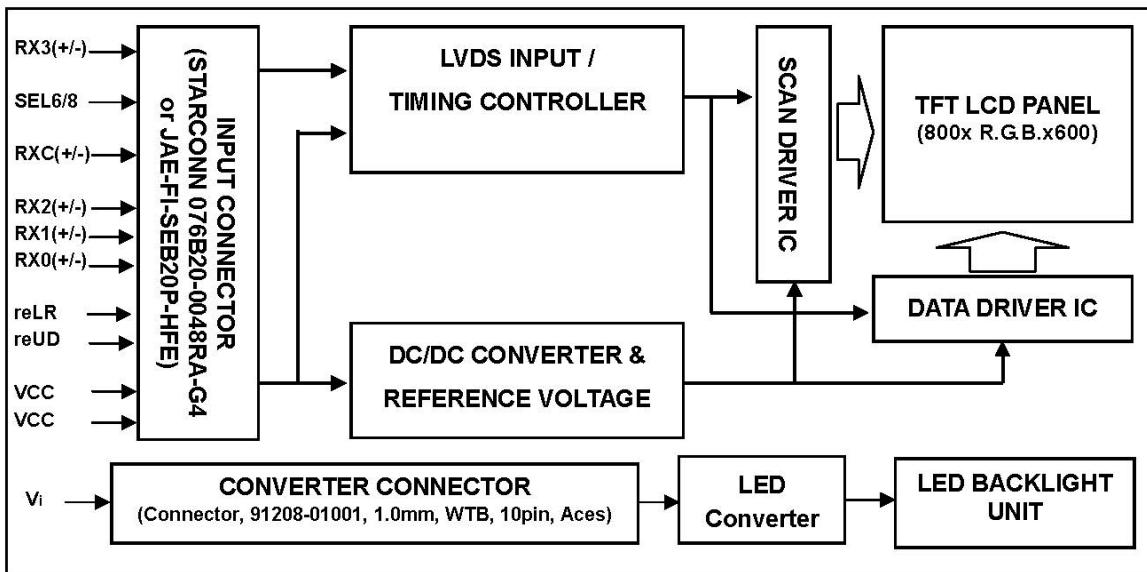 RX3(+/-)
SEL6/8
RXC(+/-)
RX2(+/-)
RX1(+/-)
RX0(+/-)
reLR
reUD
VCC
VCC
INPUT CONNECTOR
(STARCONN 076B20-0048RA-G4
or JAE-FI-SEB20P-HFE)
LVDS INPUT /
TIMING CONTROLLER
SCAN DRIVER IC
TFT LCD PANEL
(800x R.G.B.x600)
DATA DRIVER IC
DC/DC CONVERTER &
REFERENCE VOLTAGE
Vi
CONVERTER CONNECTOR
(Connector, 91208-01001, 1.0mm, WTB, 10pin, Aces)
LED
Converter
LED BACKLIGHT
UNIT